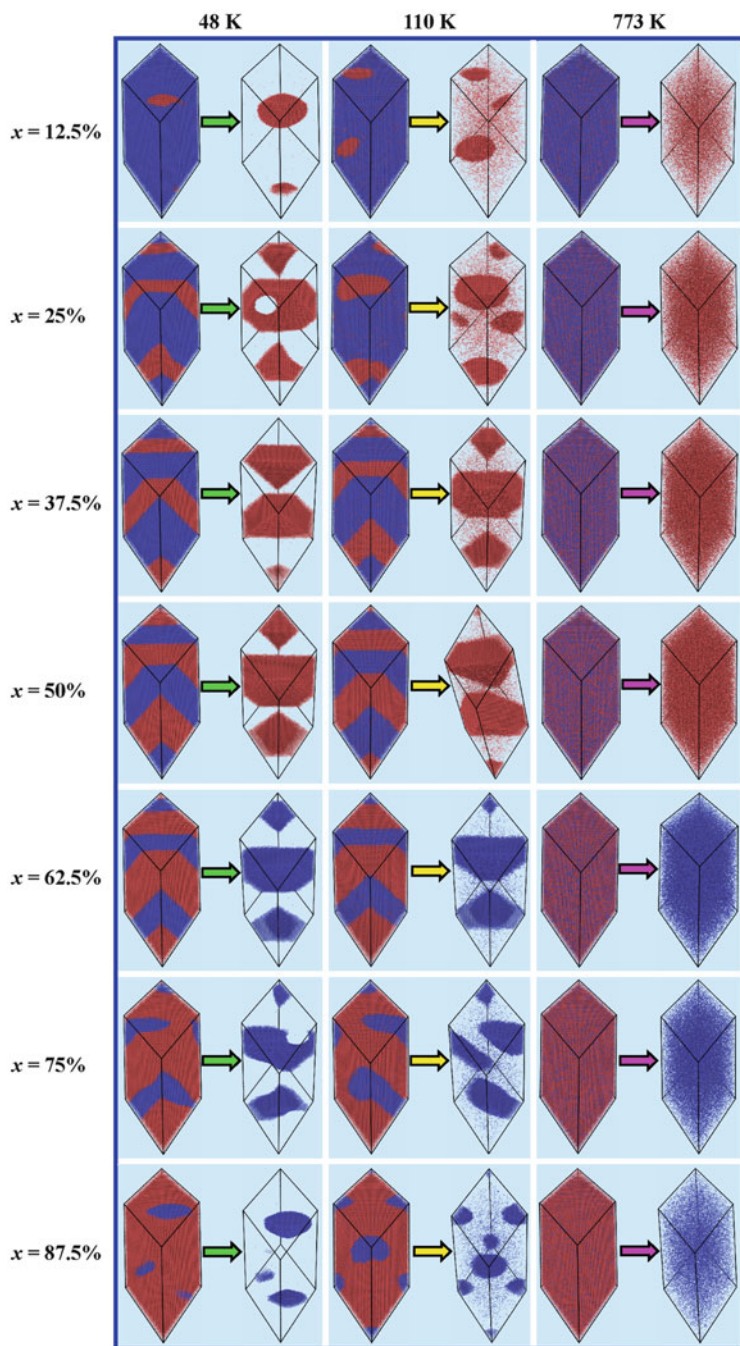 48 K 110 K 773 K
x = 12.5%
x = 25%
x = 37.5%
x = 50%
x = 62.5%
x = 75%
x = 87.5%